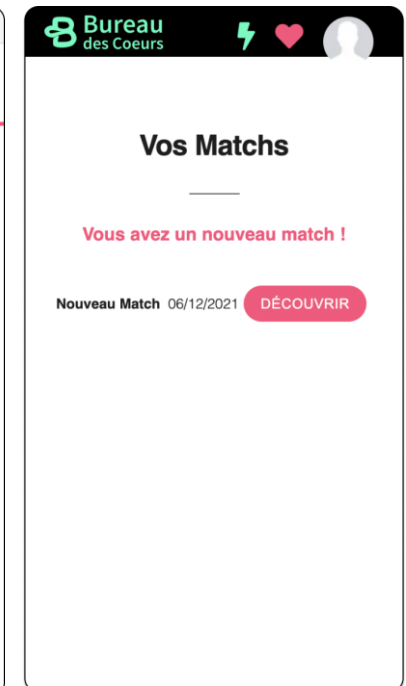 Bureau
des Coeurs
Vos Matchs
Vous avez un nouveau match !
Nouveau Match 06/12/2021 DÉCOUVRIR